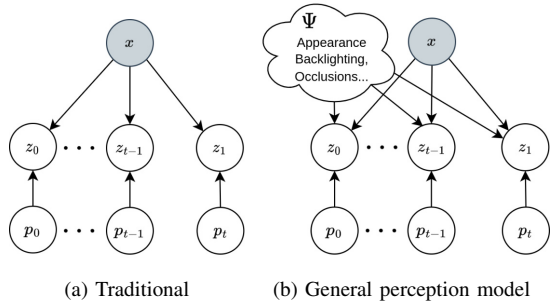 x
z₀ ··· zₜ₋₁ z₁
p₀ ··· pₜ₋₁ pₜ
(a) Traditional
Ψ
Appearance
Backlighting,
Occlusions...
x
z₀ ··· zₜ₋₁ z₁
p₀ ··· pₜ₋₁ pₜ
(b) General perception model